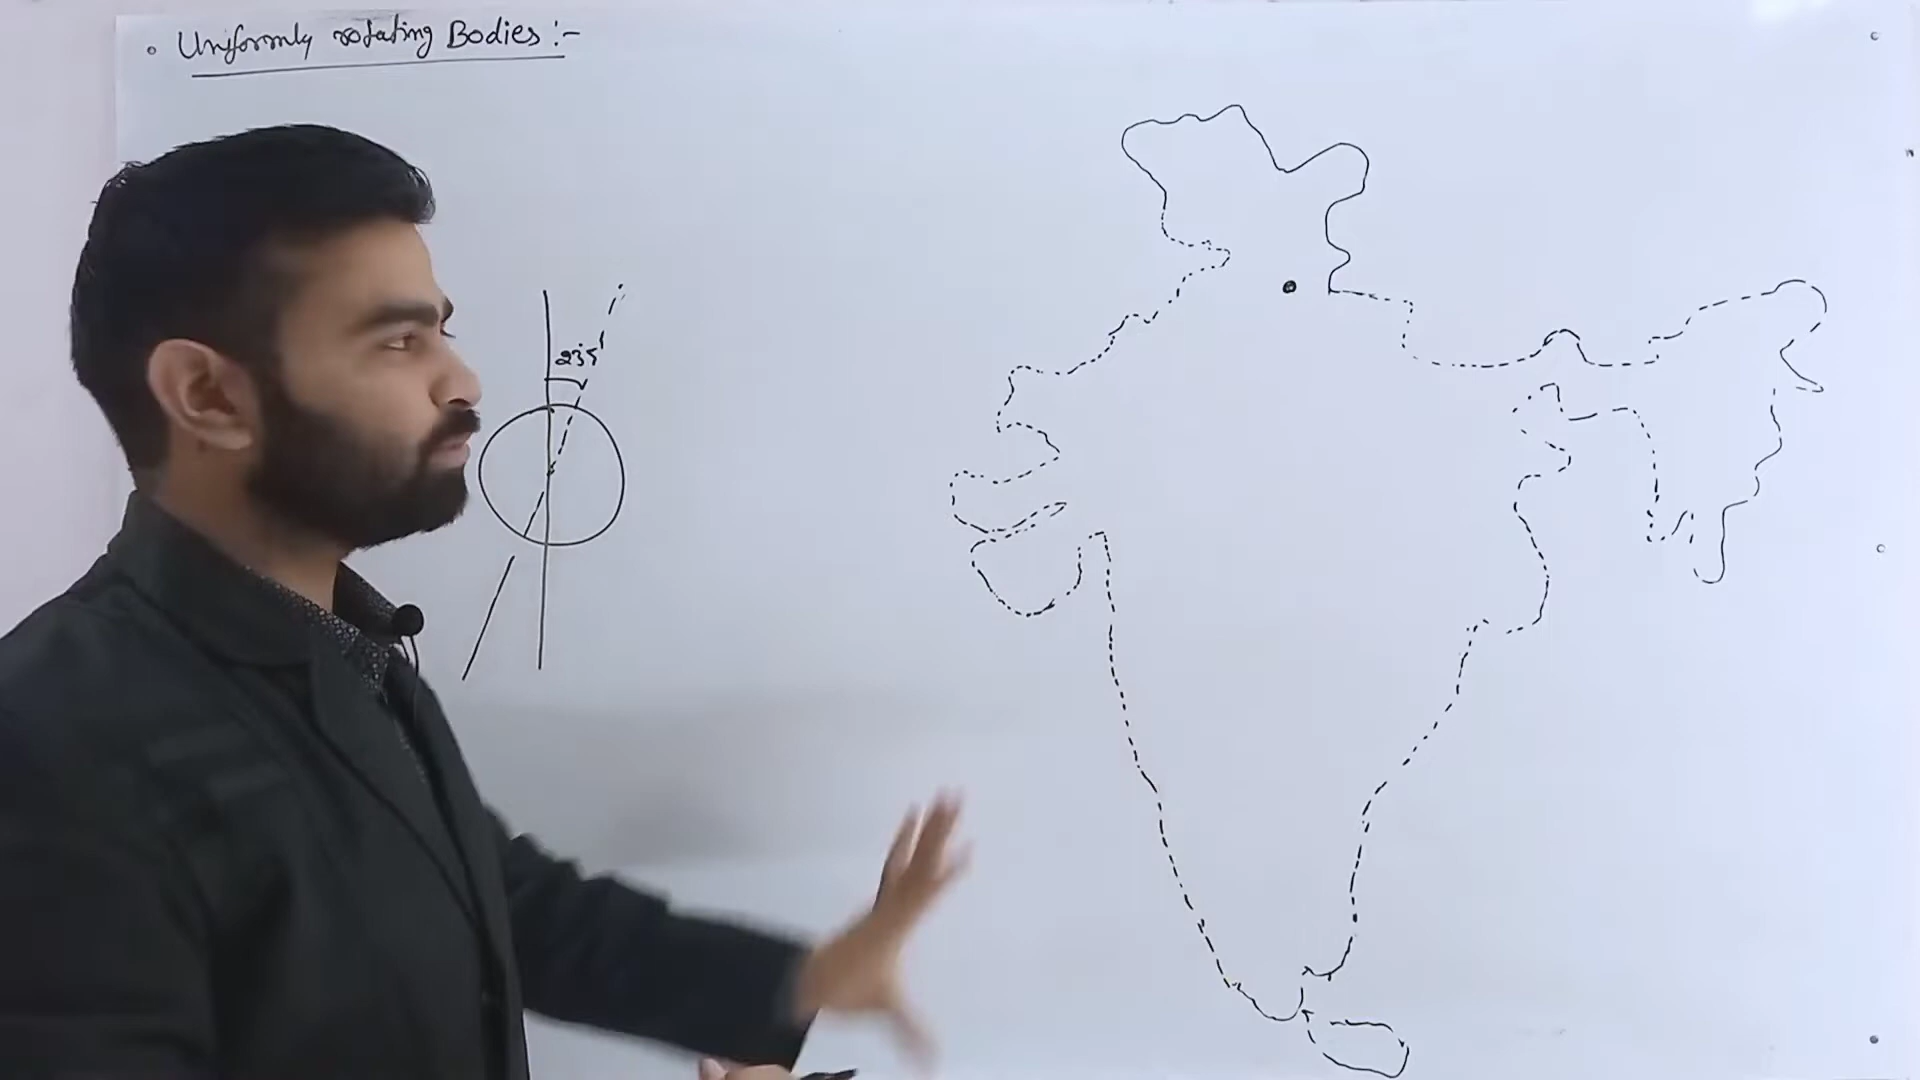 • Uniformly rotating Bodies :-
23.5°